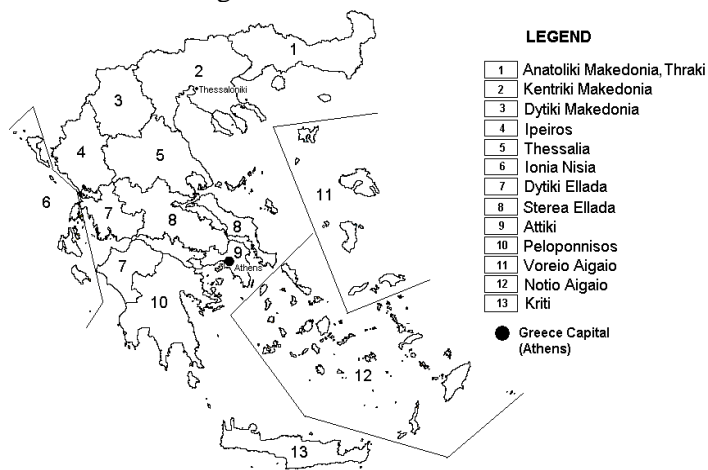 1
2
Thessaloniki
3
4
5
6
7
8
8
9
Athens
7
10
11
12
13
LEGEND
1 Anatoliki Makedonia, Thraki
2 Kentriki Makedonia
3 Dytiki Makedonia
4 Ipeiros
5 Thessalia
6 Ionia Nisia
7 Dytiki Ellada
8 Sterea Ellada
9 Attiki
10 Peloponnisos
11 Voreio Aigaio
12 Notio Aigaio
13 Kriti
Greece Capital
(Athens)